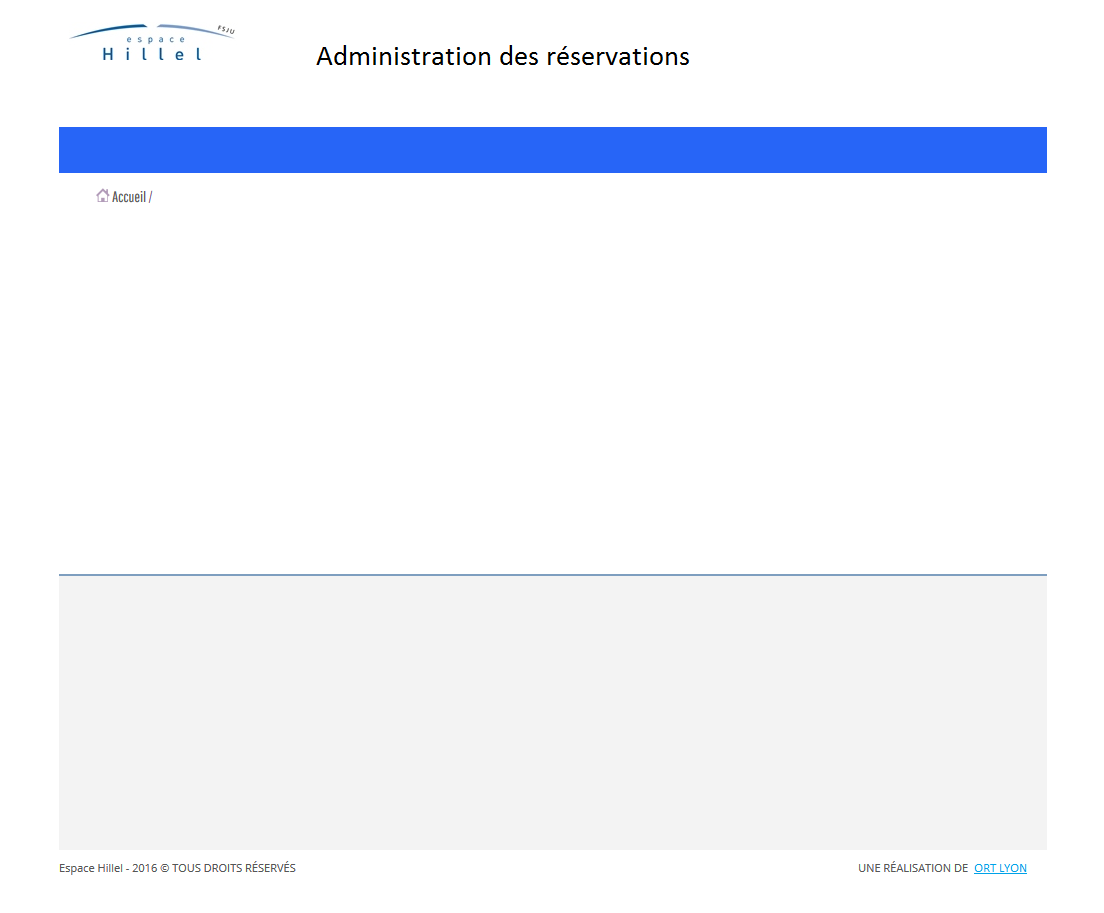 FSJU
espace
Hillel
Administration des réservations
Accueil /
Espace Hillel - 2016 © TOUS DROITS RÉSERVÉS
UNE RÉALISATION DE ORT LYON